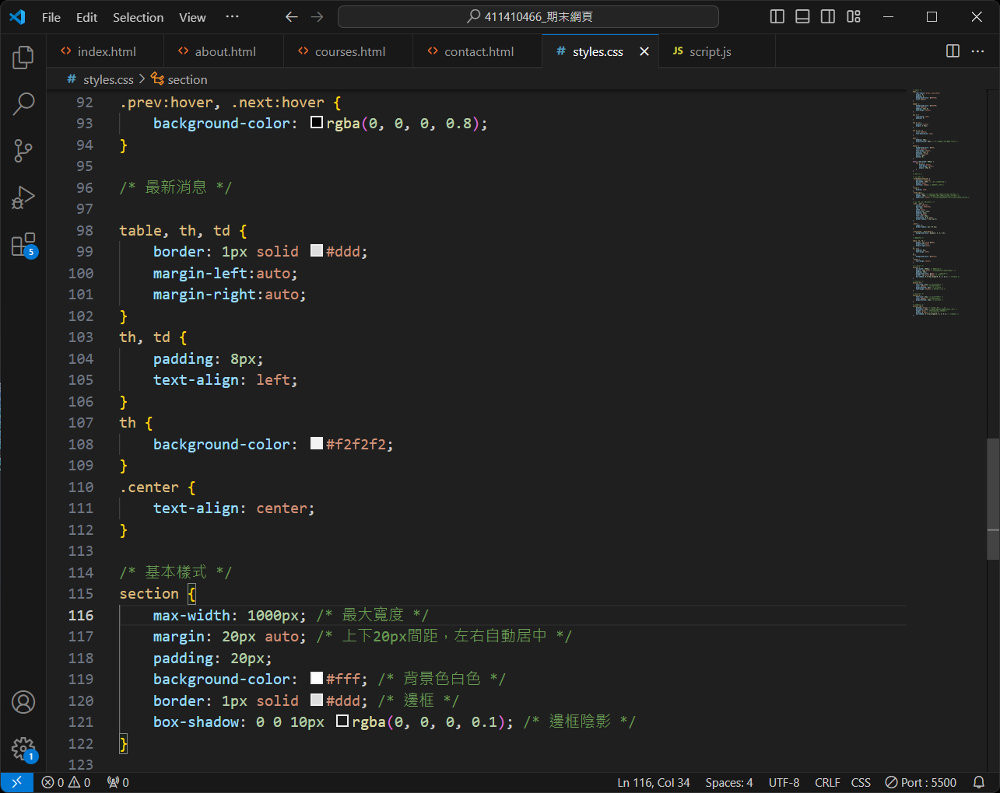 File Edit Selection View ··· 411410466_期末網頁
index.html about.html courses.html contact.html # styles.css JS script.js
# styles.css > section
92 .prev:hover, .next:hover {
93 background-color: rgba(0, 0, 0, 0.8);
94 }
95
96 /* 最新消息 */
97
98 table, th, td {
99 border: 1px solid #ddd;
100 margin-left:auto;
101 margin-right:auto;
102 }
103 th, td {
104 padding: 8px;
105 text-align: left;
106 }
107 th {
108 background-color: #f2f2f2;
109 }
110 .center {
111 text-align: center;
112 }
113
114 /* 基本樣式 */
115 section {
116 max-width: 1000px; /* 最大寬度 */
117 margin: 20px auto; /* 上下20px間距，左右自動居中 */
118 padding: 20px;
119 background-color: #fff; /* 背景色白色 */
120 border: 1px solid #ddd; /* 邊框 */
121 box-shadow: 0 0 10px rgba(0, 0, 0, 0.1); /* 邊框陰影 */
122 }
123
5
1
0 0 0 Ln 116, Col 34 Spaces: 4 UTF-8 CRLF CSS Port : 5500